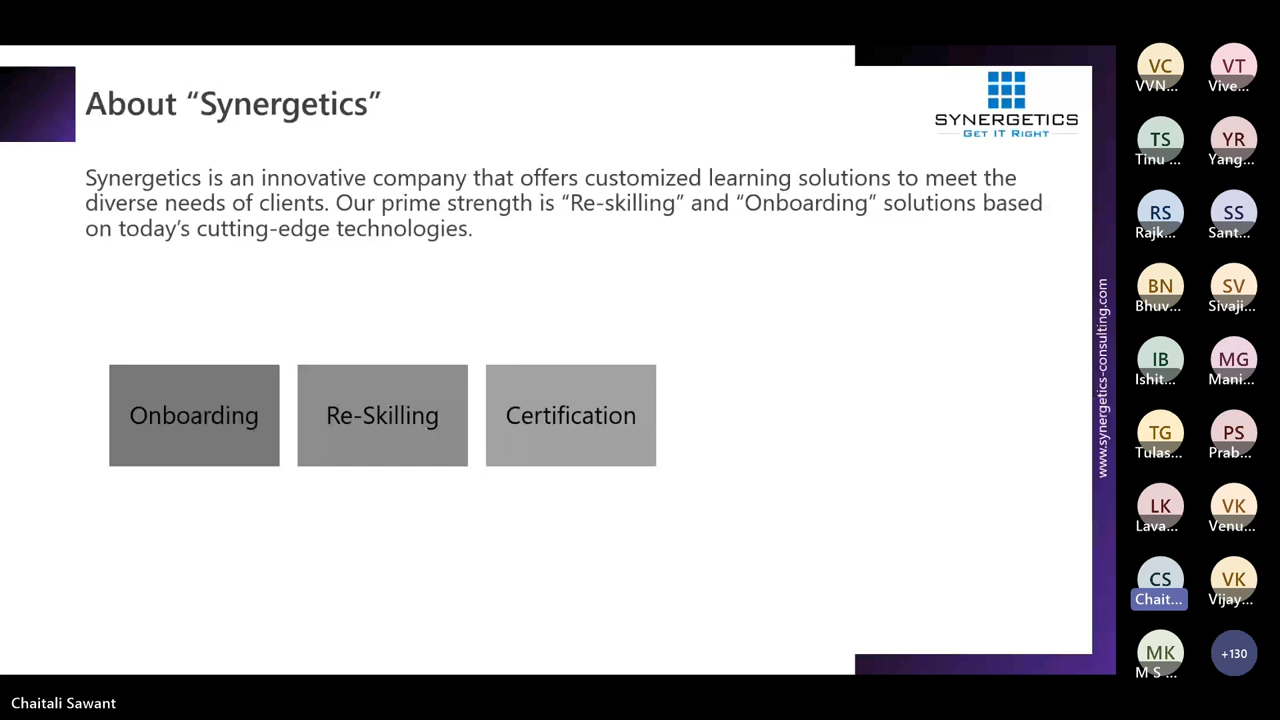 About “Synergetics”
SYNERGETICS
GET IT RIGHT
Synergetics is an innovative company that offers customized learning solutions to meet the
diverse needs of clients. Our prime strength is “Re-skilling” and “Onboarding” solutions based
on today’s cutting-edge technologies.
Onboarding
Re-Skilling
Certification
www.synergetics-consulting.com
VC
VVN...
VT
Vive...
TS
Tinu ...
YR
Yang...
RS
Rajk...
SS
Sant...
BN
Bhuv...
SV
Sivaji...
IB
Ishit...
MG
Mani...
TG
Tulas...
PS
Prab...
LK
Lava...
VK
Venu...
CS
Chait...
VK
Vijay...
MK
M S ...
+130
Chaitali Sawant